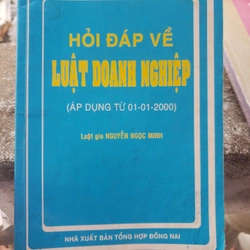 HỎI ĐÁP VỀ
LUẬT DOANH NGHIỆP
(ÁP DỤNG TỪ 01-01-2000)
Luật gia NGUYỄN NGỌC MINH
NHÀ XUẤT BẢN TỔNG HỢP ĐỒNG NAI